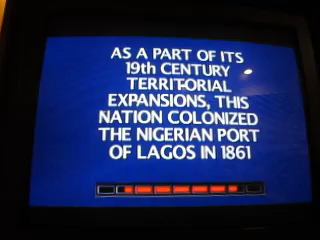 AS A PART OF ITS
19th CENTURY
TERRITORIAL
EXPANSIONS, THIS
NATION COLONIZED
THE NIGERIAN PORT
OF LAGOS IN 1861